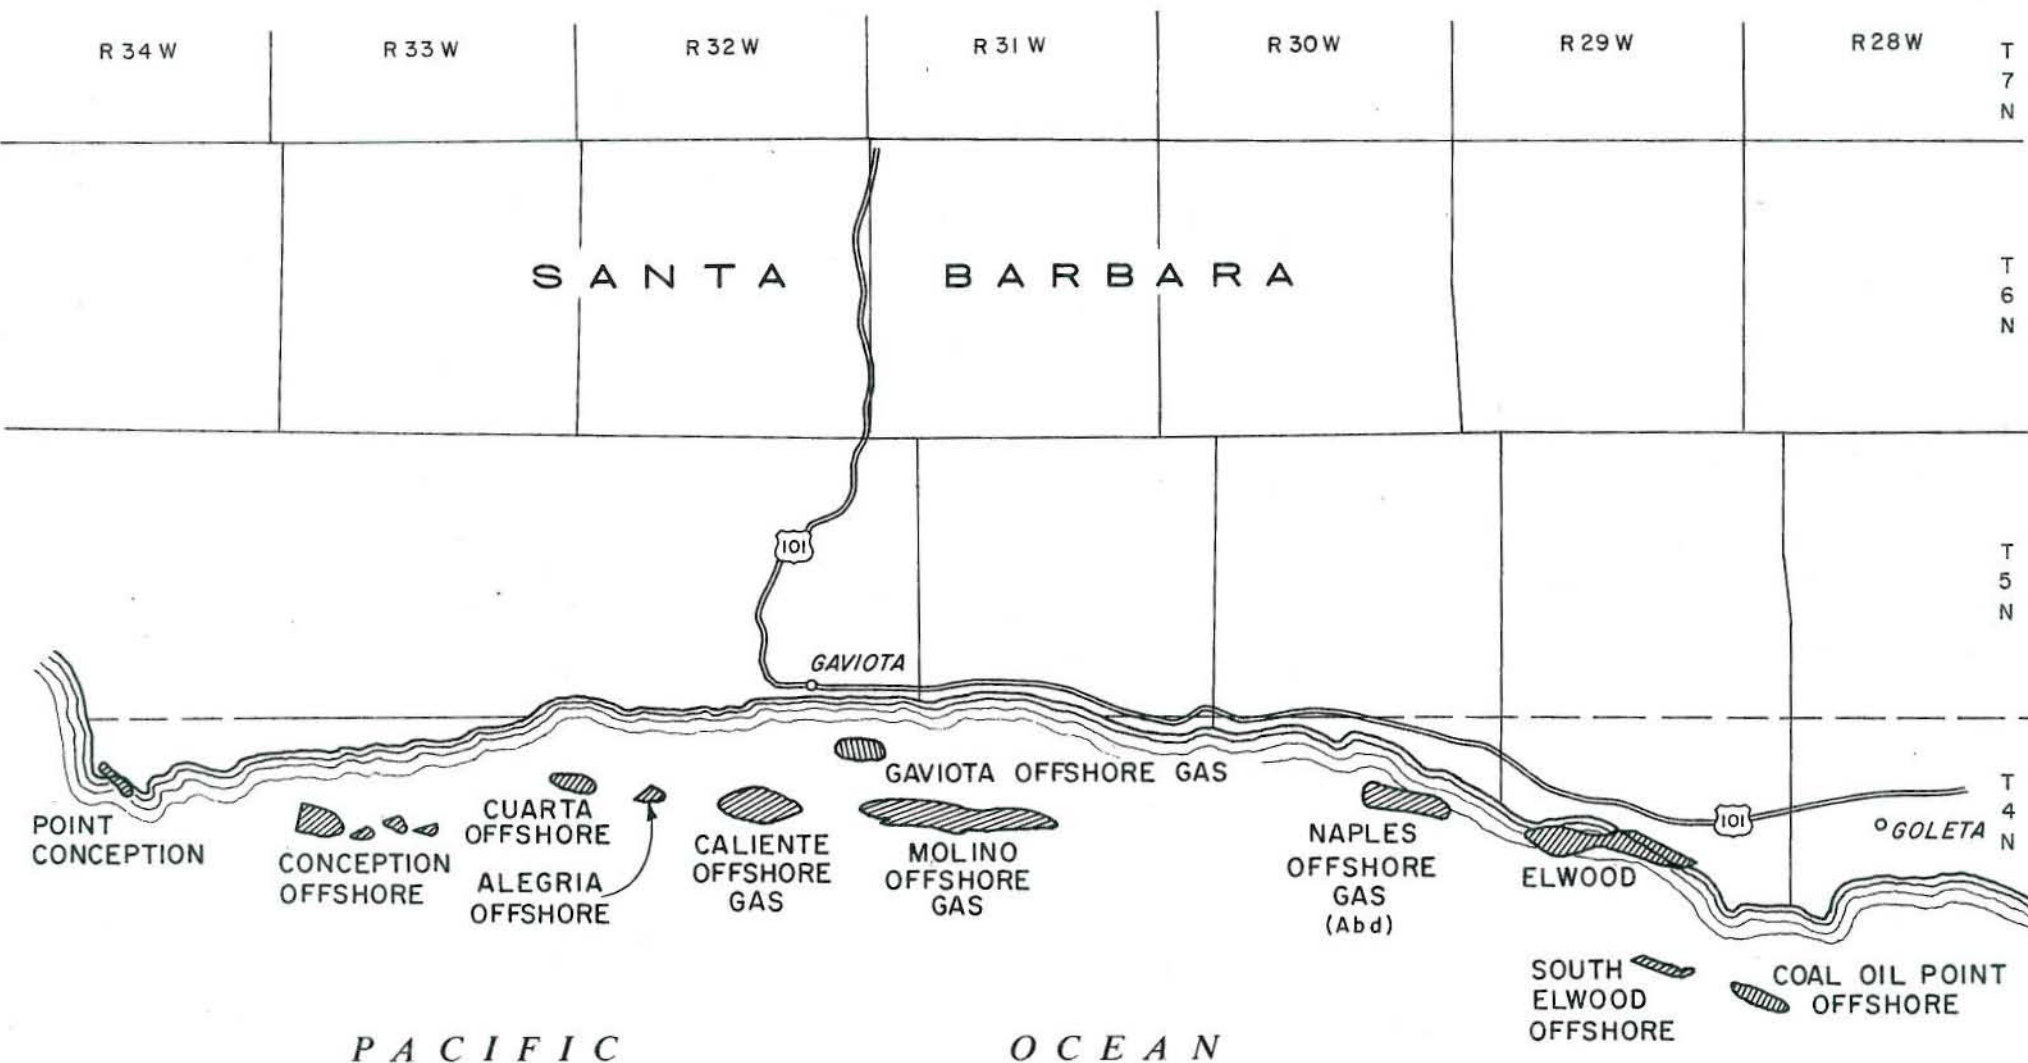 R 34 W
R 33 W
R 32 W
R 31 W
R 30 W
R 29 W
R 28 W
T
7
N
SANTA BARBARA
T
6
N
101
T
5
N
GAVIOTA
GAVIOTA OFFSHORE GAS
POINT
CONCEPTION
CONCEPTION
OFFSHORE
CUARTA
OFFSHORE
ALEGRIA
OFFSHORE
CALIENTE
OFFSHORE
GAS
MOLINO
OFFSHORE
GAS
NAPLES
OFFSHORE
GAS
(Abd)
ELWOOD
101
GOLETA
T
4
N
SOUTH
ELWOOD
OFFSHORE
COAL OIL POINT
OFFSHORE
PACIFIC OCEAN